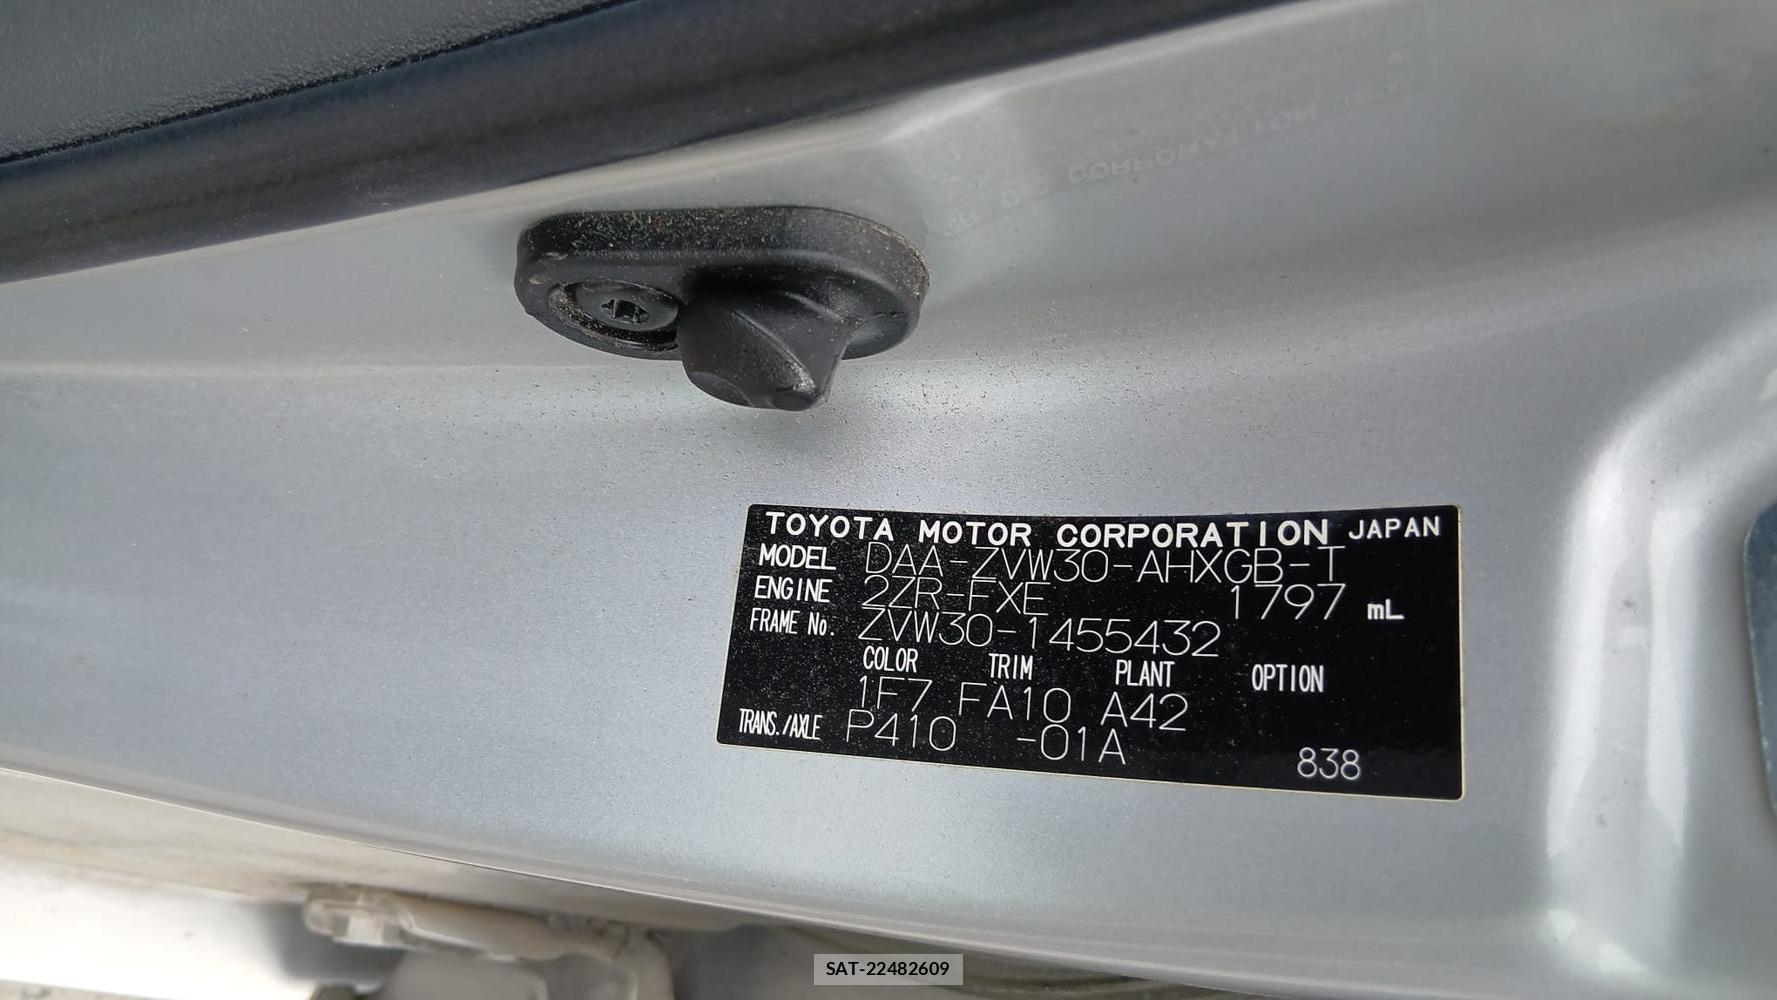 TOYOTA MOTOR CORPORATION JAPAN
MODEL DAA-ZVW30-AHXGB-T
ENGINE 2ZR-FXE 1797 mL
FRAME No. ZVW30-1455432
COLOR TRIM PLANT OPTION
1F7 FA10 A42
TRANS./AXLE P410 -01A
838
SAT-22482609